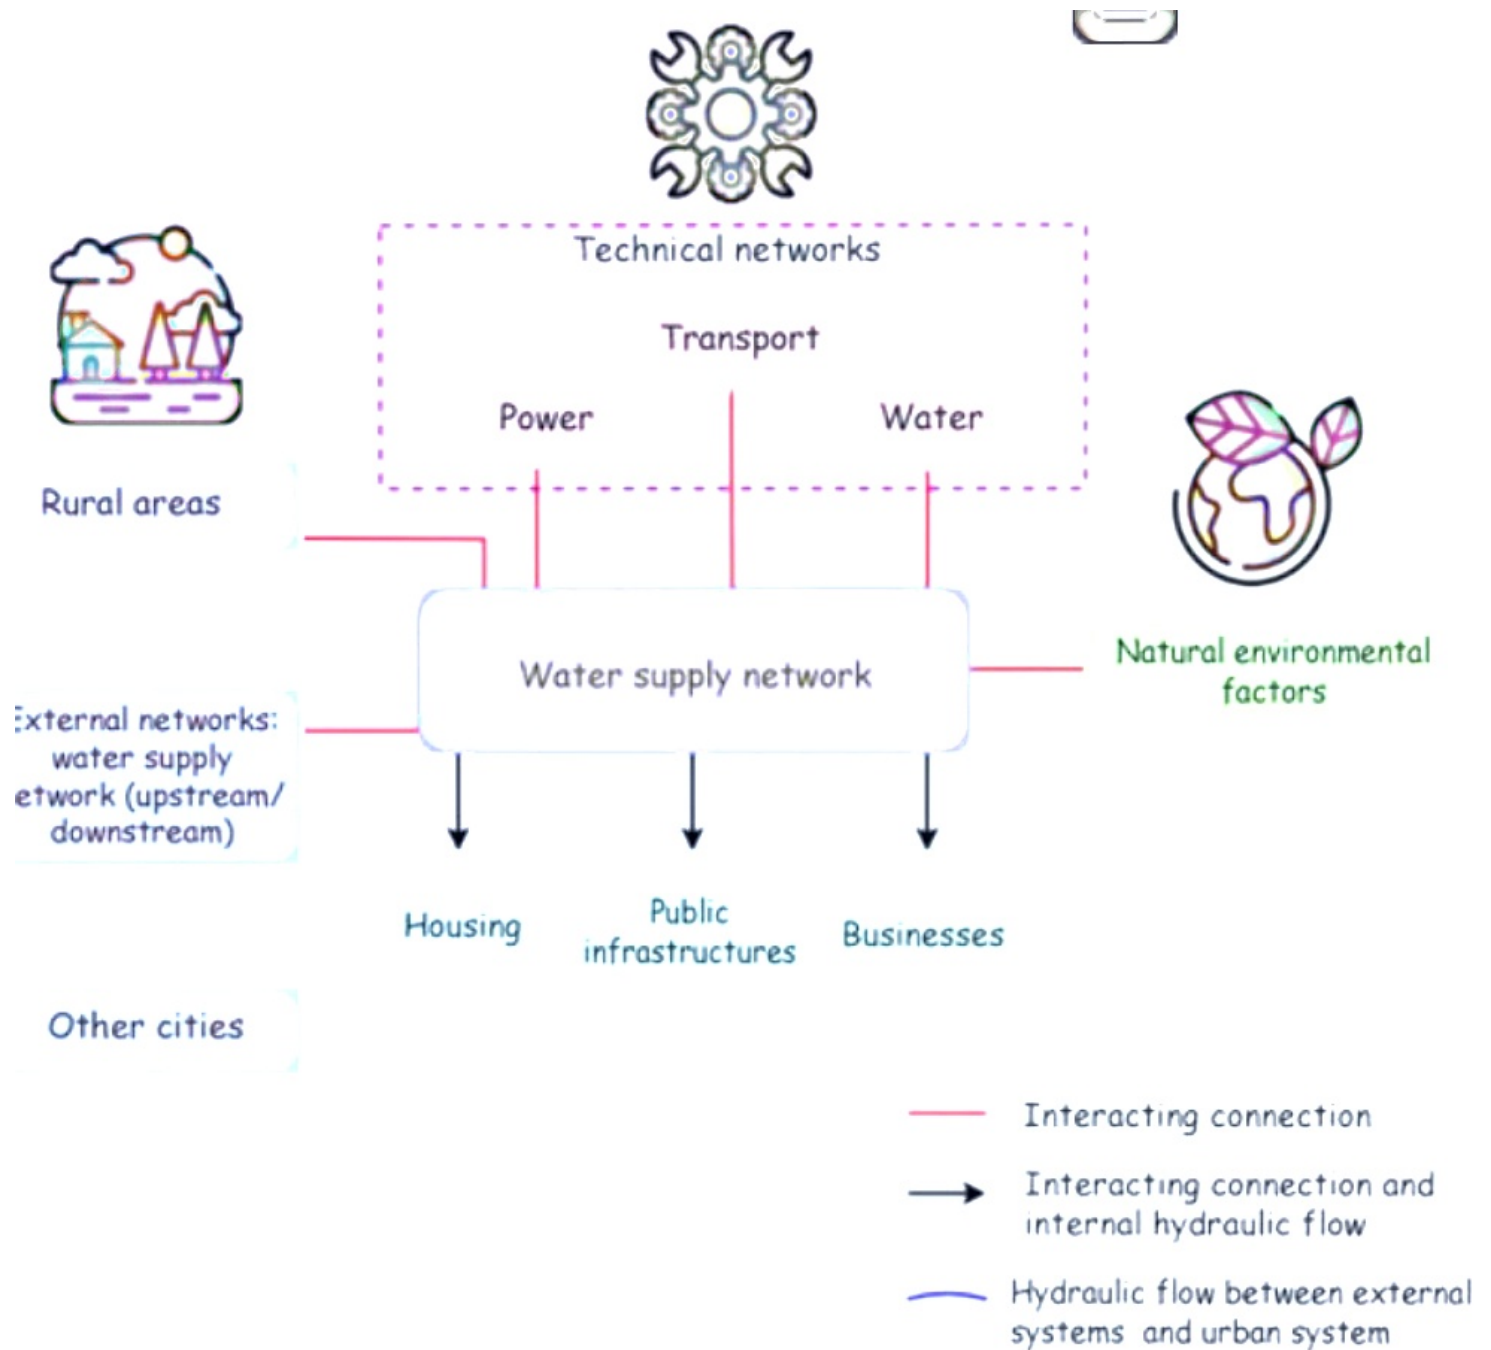 Technical networks
Transport
Power
Water
Rural areas
Water supply network
Natural environmental
factors
xternal networks:
water supply
etwork (upstream/
downstream)
Housing
Public
infrastructures
Businesses
Other cities
Interacting connection
Interacting connection and
internal hydraulic flow
Hydraulic flow between external
systems and urban system